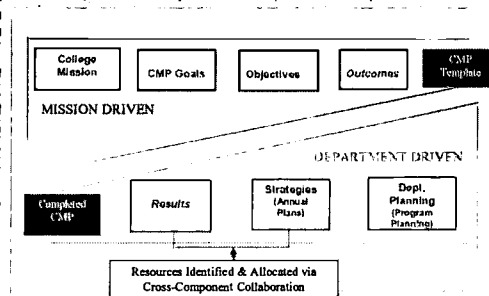 College
Mission
CMP Goals
Objectives
Outcomes
CMP
Template
MISSION DRIVEN
DEPARTMENT DRIVEN
Completed
CMP
Results
Strategies
(Annual
Plans)
Dept.
Planning
(Program
Planning)
Resources Identified & Allocated via
Cross-Component Collaboration